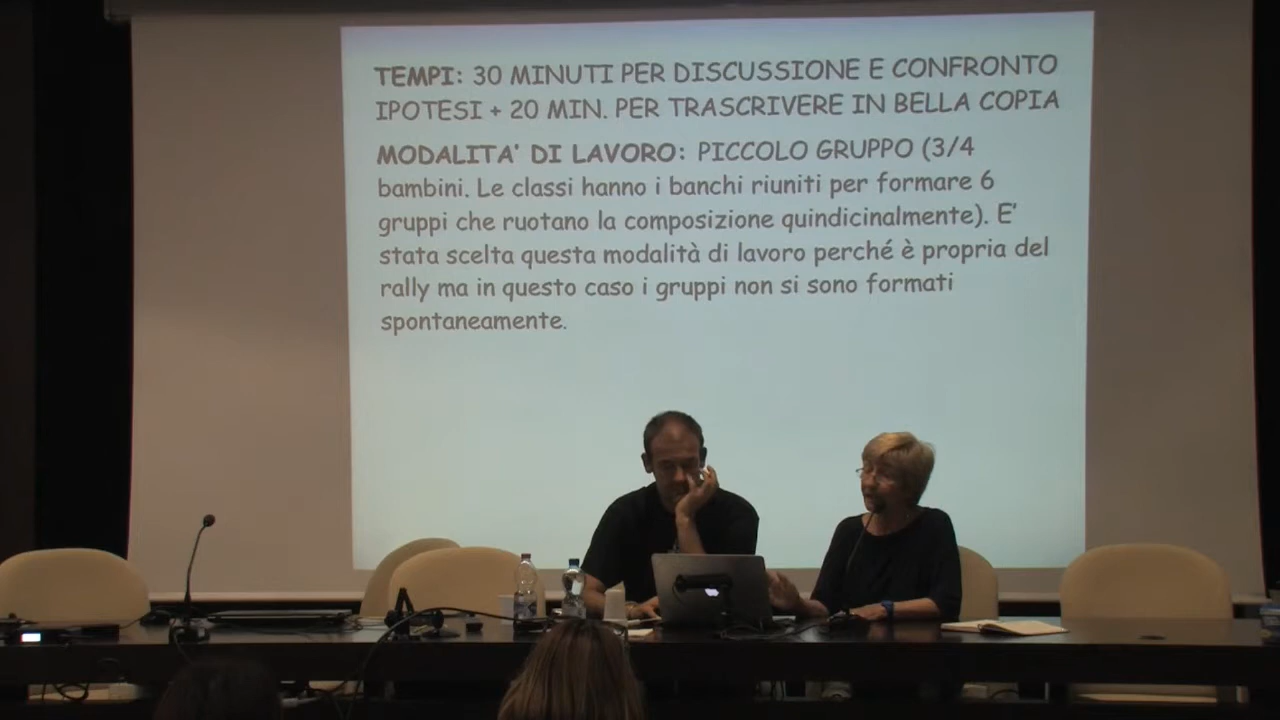 TEMPI: 30 MINUTI PER DISCUSSIONE E CONFRONTO
IPOTESI + 20 MIN. PER TRASCRIVERE IN BELLA COPIA
MODALITA' DI LAVORO: PICCOLO GRUPPO (3/4
bambini. Le classi hanno i banchi riuniti per formare 6
gruppi che ruotano la composizione quindicinalmente). E'
stata scelta questa modalità di lavoro perché è propria del
rally ma in questo caso i gruppi non si sono formati
spontaneamente.